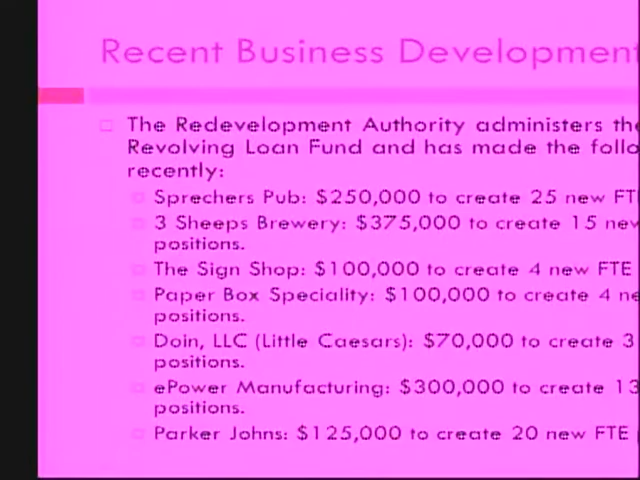 Recent Business Development
The Redevelopment Authority administers the
Revolving Loan Fund and has made the follo
recently:
Sprechers Pub: $250,000 to create 25 new FT
3 Sheeps Brewery: $375,000 to create 15 new
positions.
The Sign Shop: $100,000 to create 4 new FTE
Paper Box Speciality: $100,000 to create 4 ne
positions.
Doin, LLC (Little Caesars): $70,000 to create 3
positions.
ePower Manufacturing: $300,000 to create 13
positions.
Parker Johns: $125,000 to create 20 new FTE